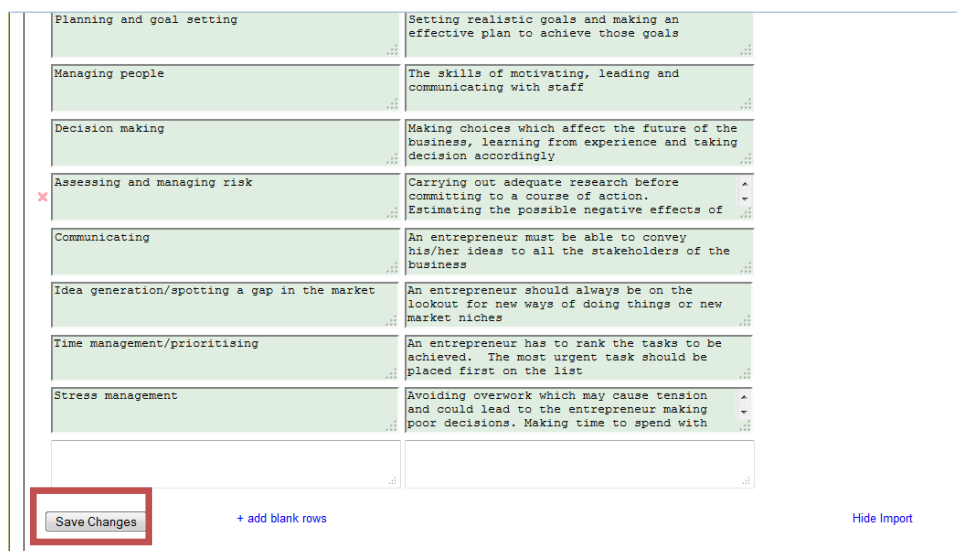 Planning and goal setting
Setting realistic goals and making an
effective plan to achieve those goals
Managing people
The skills of motivating, leading and
communicating with staff
Decision making
Making choices which affect the future of the
business, learning from experience and taking
decision accordingly
Assessing and managing risk
Carrying out adequate research before
committing to a course of action.
Estimating the possible negative effects of
Communicating
An entrepreneur must be able to convey
his/her ideas to all the stakeholders of the
business
Idea generation/spotting a gap in the market
An entrepreneur should always be on the
lookout for new ways of doing things or new
market niches
Time management/prioritising
An entrepreneur has to rank the tasks to be
achieved.  The most urgent task should be
placed first on the list
Stress management
Avoiding overwork which may cause tension
and could lead to the entrepreneur making
poor decisions. Making time to spend with
Save Changes
+ add blank rows
Hide Import